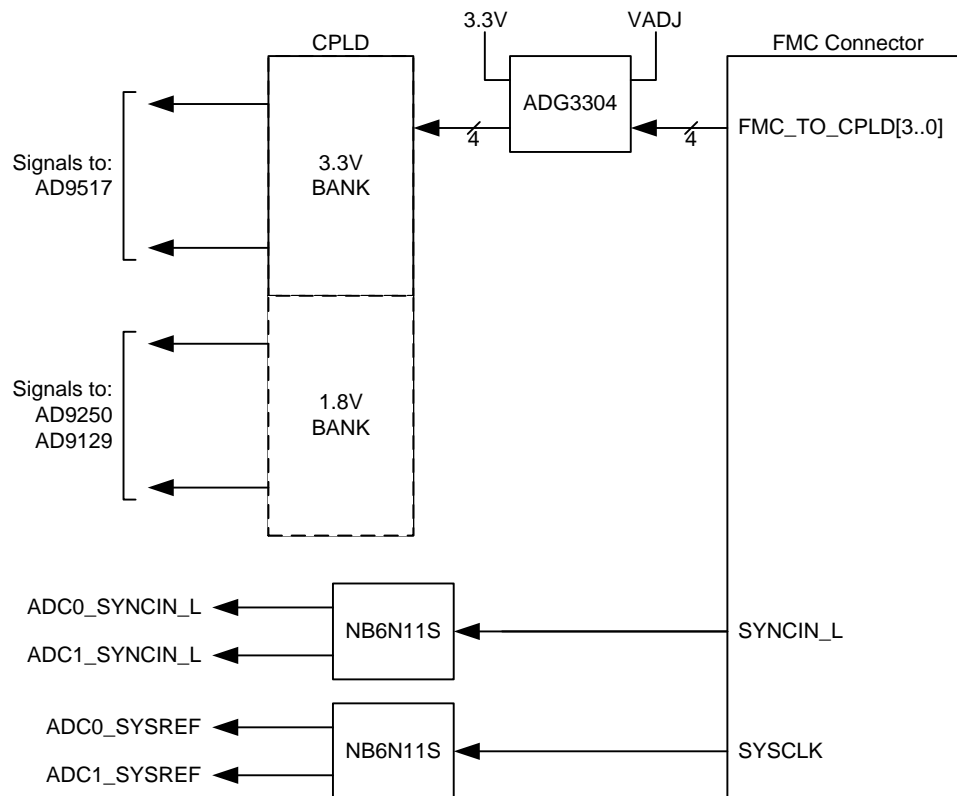 3.3V
VADJ
CPLD
FMC Connector
ADG3304
FMC_TO_CPLD[3..0]
4
4
Signals to:
AD9517
3.3V
BANK
Signals to:
AD9250
AD9129
1.8V
BANK
ADC0_SYNCIN_L
ADC1_SYNCIN_L
NB6N11S
SYNCIN_L
ADC0_SYSREF
ADC1_SYSREF
NB6N11S
SYSCLK